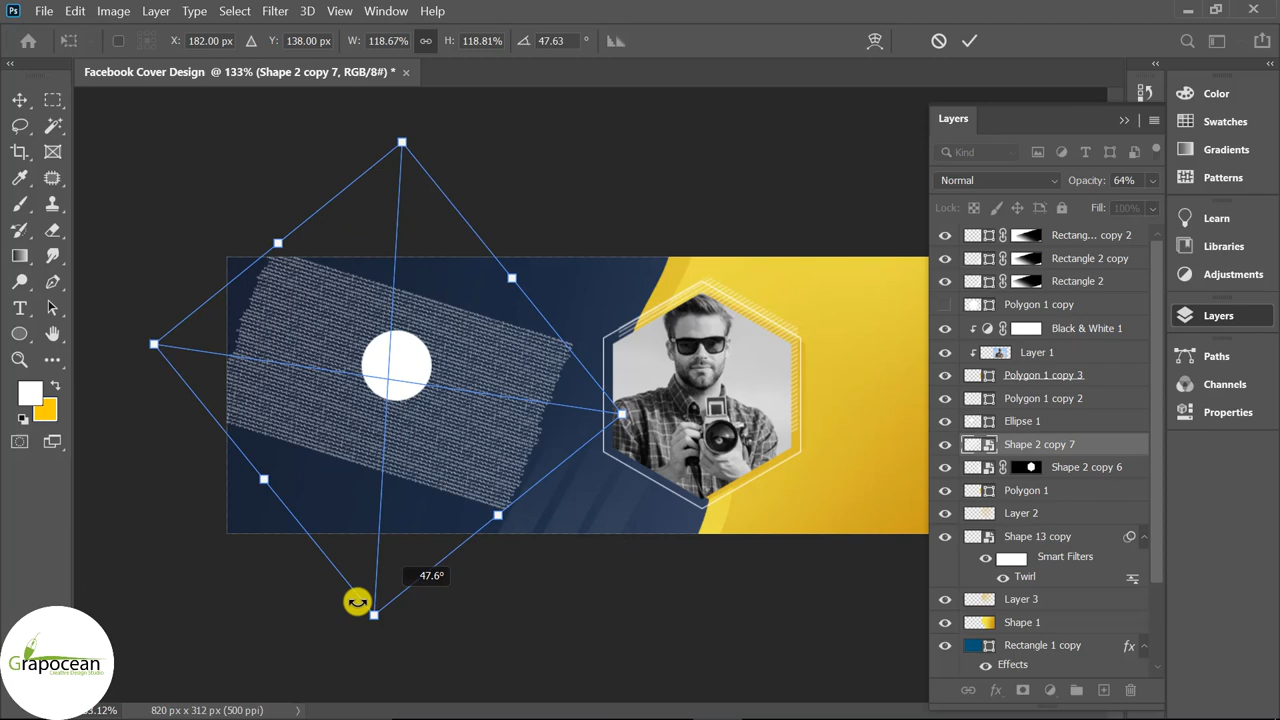 Ps File Edit Image Layer Type Select Filter 3D View Window Help
X: 182.00 px Y: 138.00 px W: 118.67% H: 118.81% 47.63 °
Facebook Cover Design @ 133% (Shape 2 copy 7, RGB/8#) * ×
Layers
Kind
Normal Opacity: 64%
Lock: Fill: 100%
Rectang... copy 2
Rectangle 2 copy
Rectangle 2
Polygon 1 copy
Black & White 1
Layer 1
Polygon 1 copy 3
Polygon 1 copy 2
Ellipse 1
Shape 2 copy 7
Shape 2 copy 6
Polygon 1
Layer 2
Shape 13 copy
Smart Filters
Twirl
Layer 3
Shape 1
Rectangle 1 copy fx
Effects
fx
Color
Swatches
Gradients
Patterns
Learn
Libraries
Adjustments
Layers
Paths
Channels
Properties
47.6°
Grapocean
Creative Design Studio
3.12% 820 px x 312 px (500 ppi)